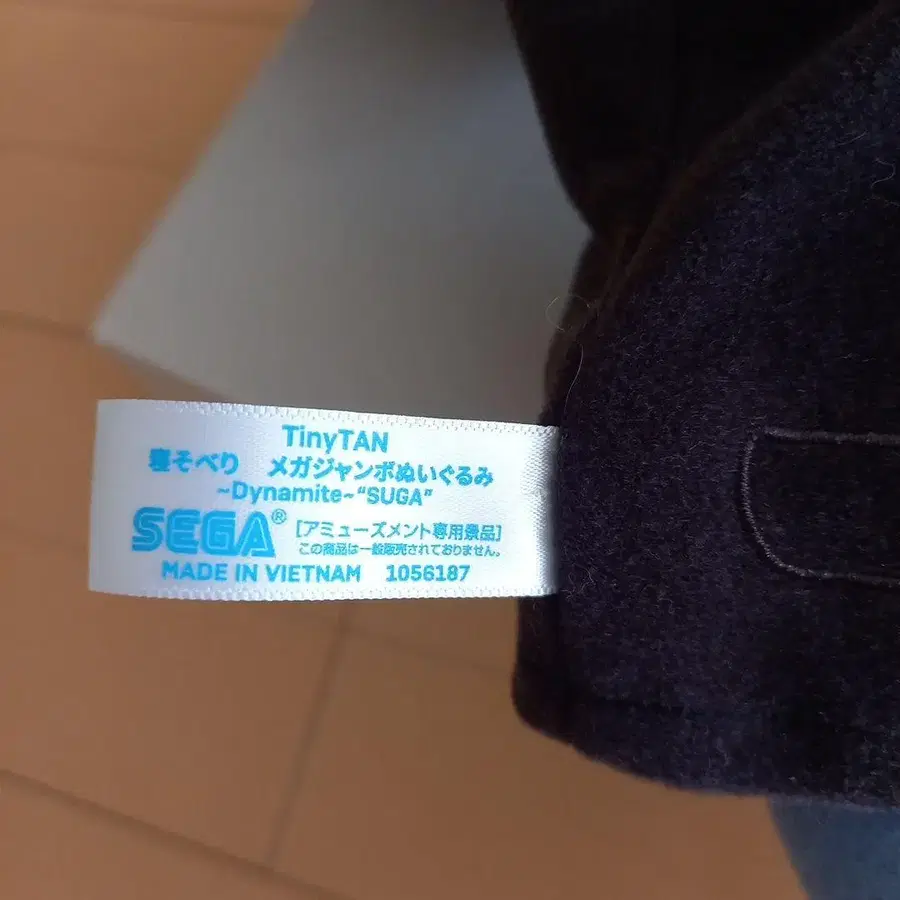 TinyTAN
寝そべり メガジャンボぬいぐるみ
~Dynamite~"SUGA"
SEGA® [アミューズメント専用景品]
この商品は一般販売されておりません。
MADE IN VIETNAM 1056187